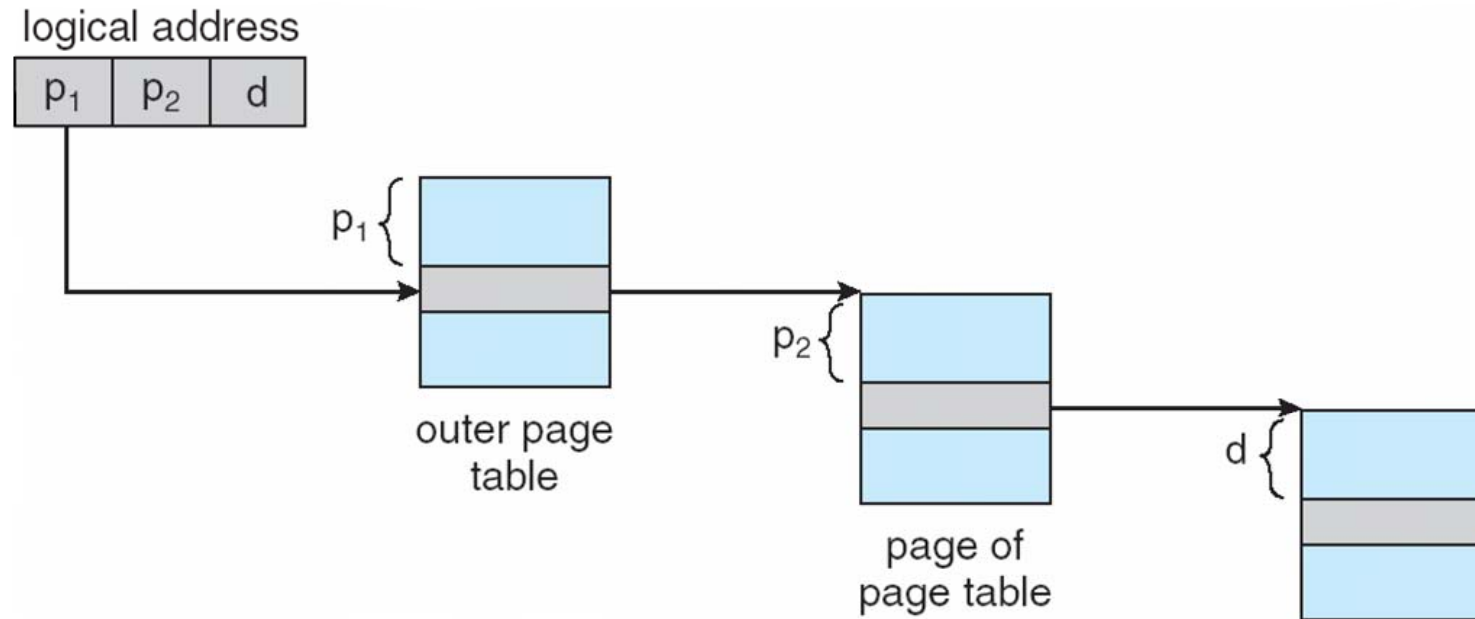 logical address
p₁ p₂ d
p₁
outer page
table
p₂
page of
page table
d